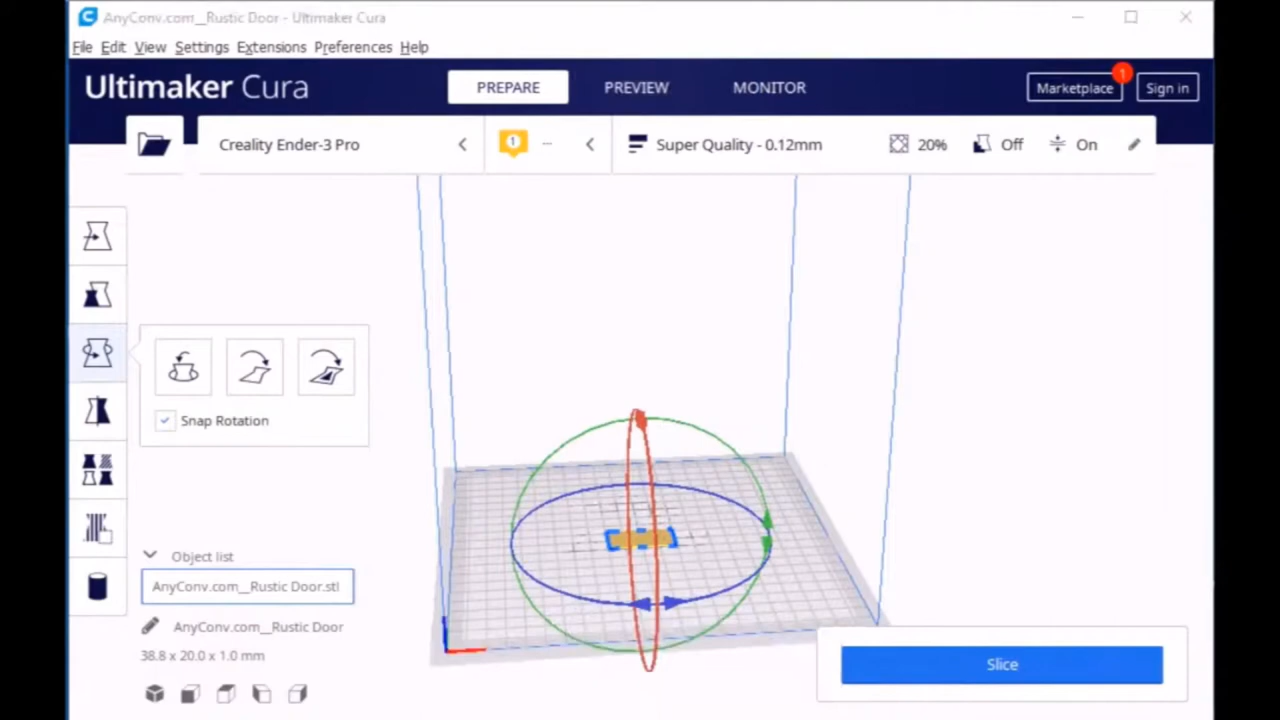 AnyConv.com__Rustic Door - Ultimaker Cura
File Edit View Settings Extensions Preferences Help
Ultimaker Cura
PREPARE
PREVIEW
MONITOR
Marketplace
1
Sign in
Creality Ender-3 Pro
1
--
Super Quality - 0.12mm
20%
Off
On
Snap Rotation
Object list
AnyConv.com__Rustic Door.stl
AnyConv.com__Rustic Door
38.8 x 20.0 x 1.0 mm
Slice